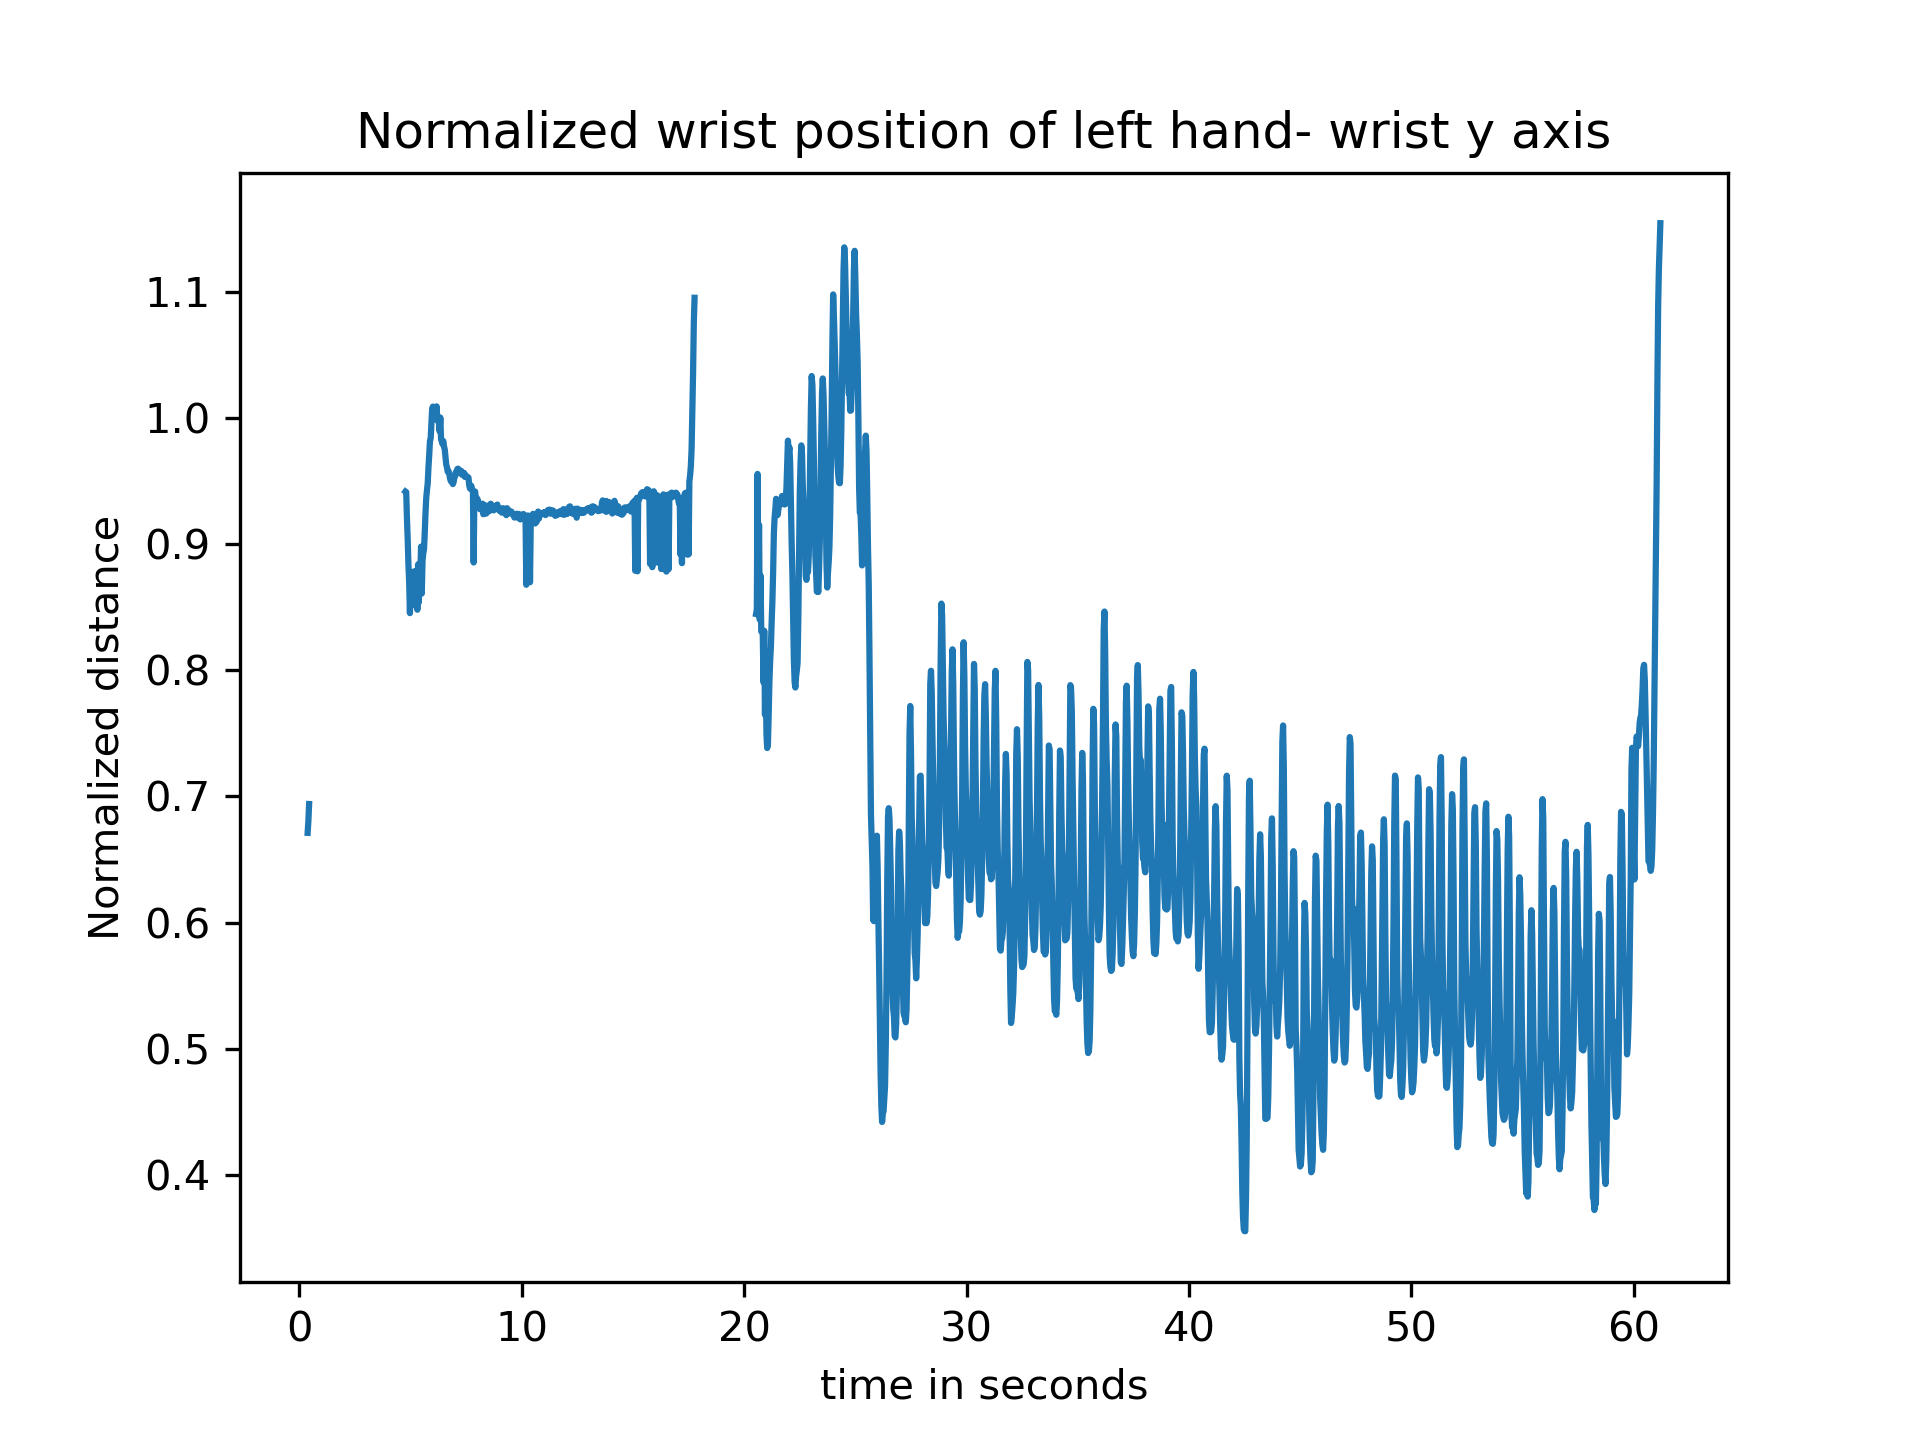 Normalized wrist position of left hand- wrist y axis
Normalized distance
1.1
1.0
0.9
0.8
0.7
0.6
0.5
0.4
0 10 20 30 40 50 60
time in seconds